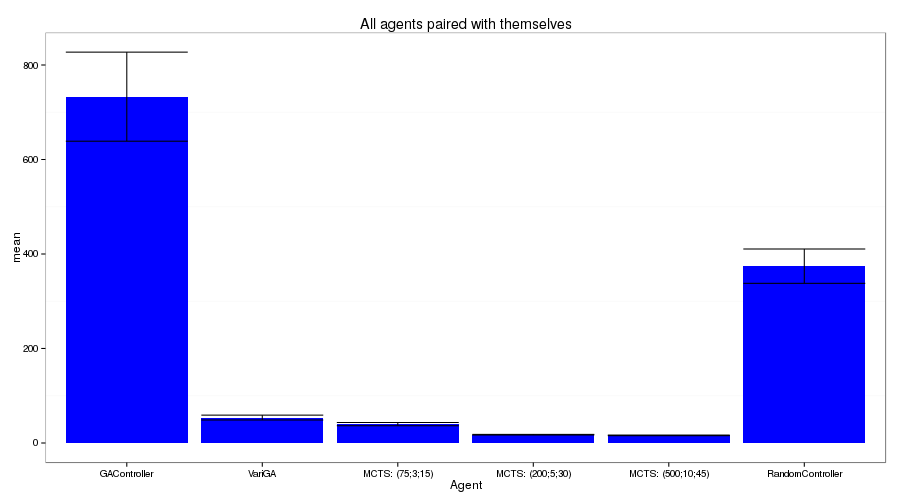 All agents paired with themselves
800
600
400
200
0
mean
GAController VariGA MCTS: (75;3;15) MCTS: (200;5;30) MCTS: (500;10;45) RandomController
Agent